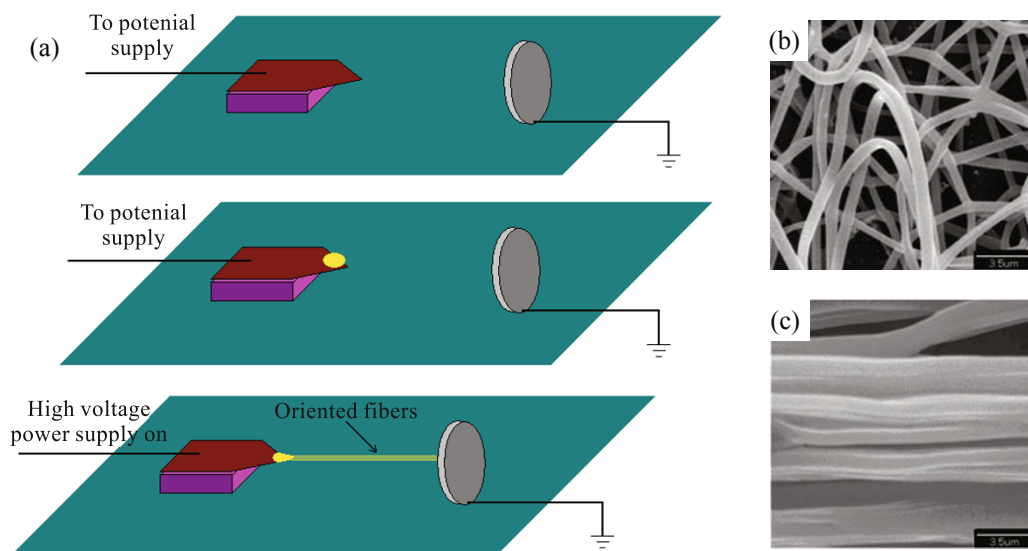 (a)
To potenial
supply
To potenial
supply
High voltage
power supply on
Oriented fibers
(b)
3.5um
(c)
3.5um